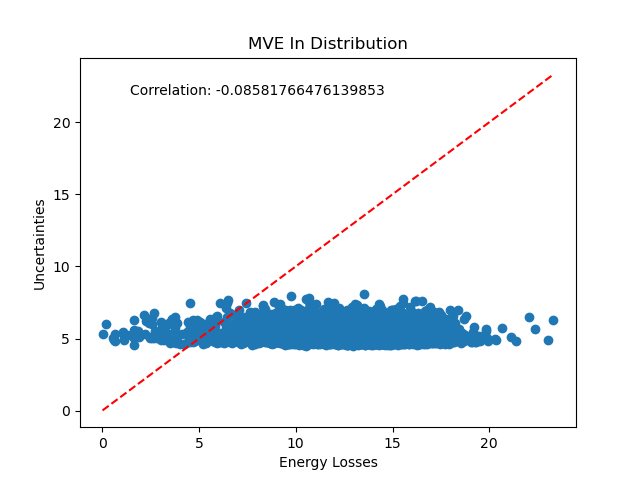 MVE In Distribution
Correlation: -0.08581766476139853
Uncertainties
20
15
10
5
0
0 5 10 15 20
Energy Losses